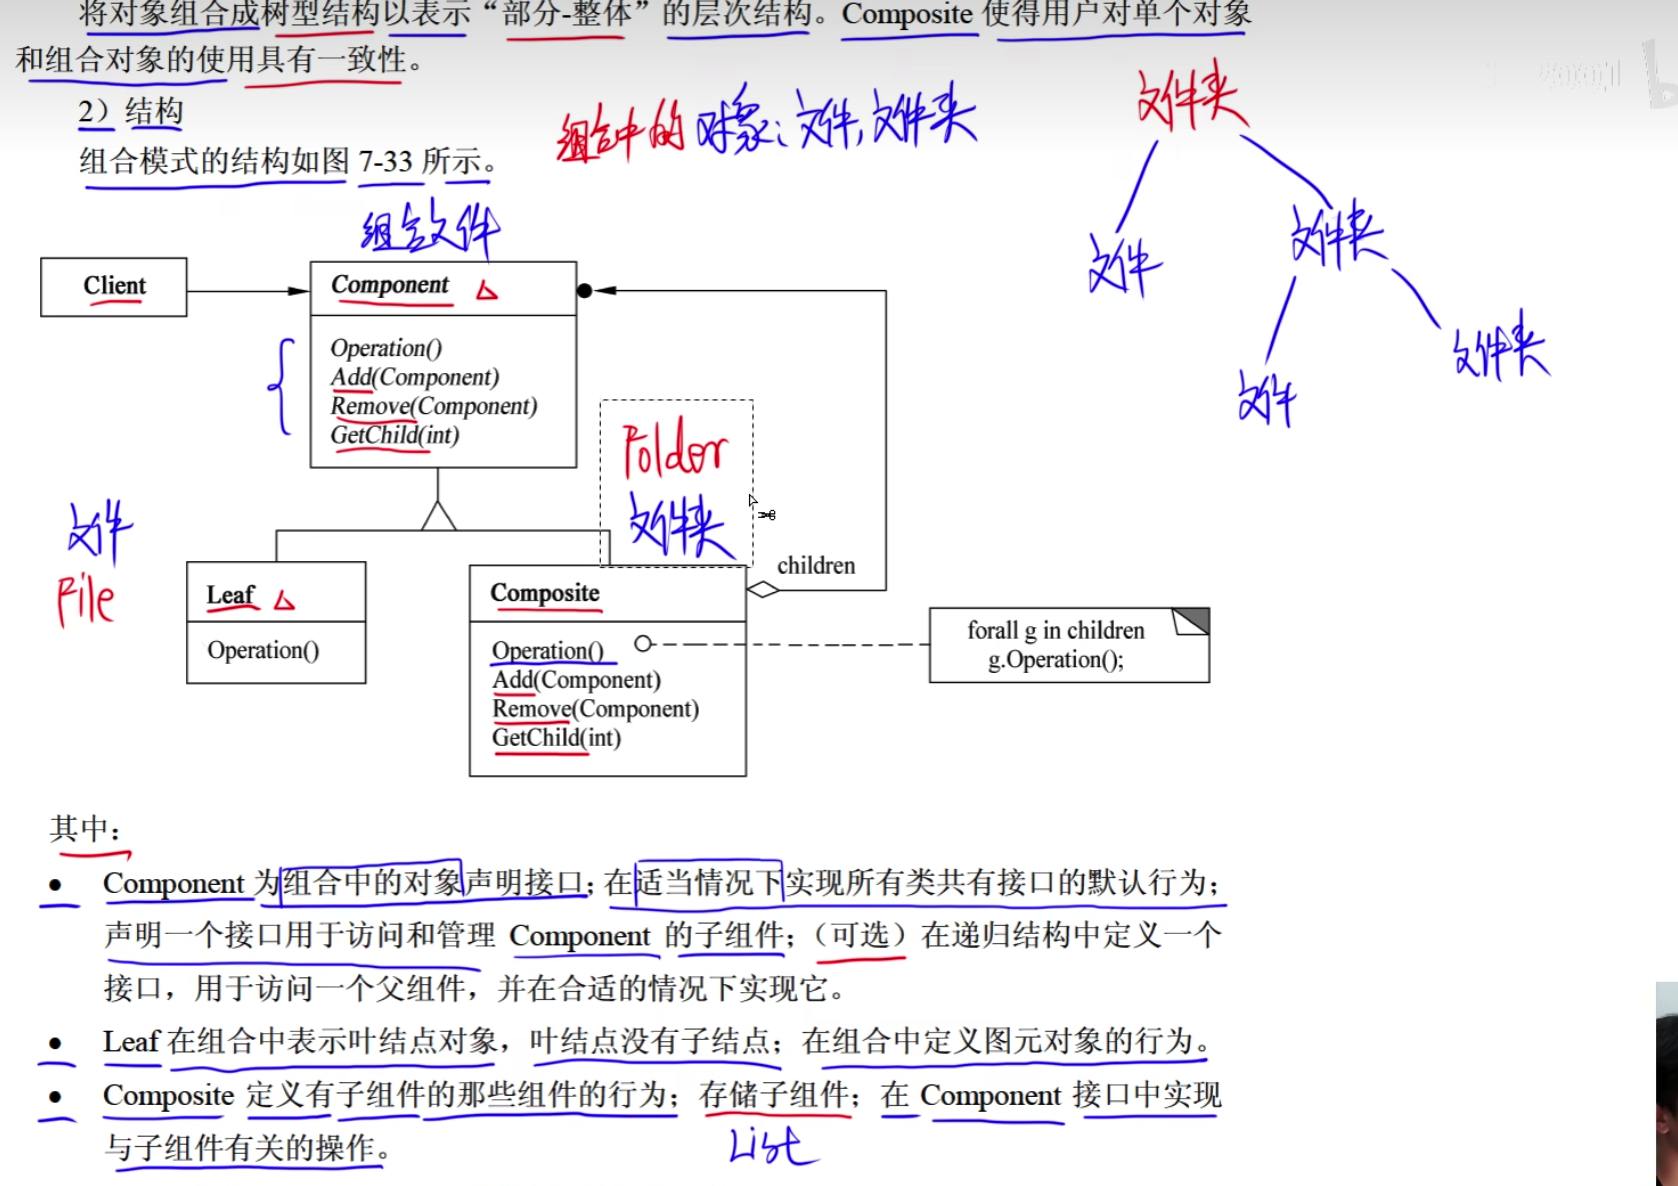 将对象组合成树型结构以表示“部分-整体”的层次结构。Composite 使得用户对单个对象
和组合对象的使用具有一致性。
2）结构
组合中的对象：文件，文件夹
文件夹
组合模式的结构如图 7-33 所示。
组合文件
文件
文件夹
文件
文件夹
Client
Component
Operation()
Add(Component)
Remove(Component)
GetChild(int)
Folder
文件夹
文件
File
children
Leaf
Operation()
Composite
Operation()
Add(Component)
Remove(Component)
GetChild(int)
forall g in children
g.Operation();
其中：
● Component 为组合中的对象声明接口；在适当情况下实现所有类共有接口的默认行为；
声明一个接口用于访问和管理 Component 的子组件；（可选）在递归结构中定义一个
接口，用于访问一个父组件，并在合适的情况下实现它。
● Leaf 在组合中表示叶结点对象，叶结点没有子结点；在组合中定义图元对象的行为。
● Composite 定义有子组件的那些组件的行为；存储子组件；在 Component 接口中实现
与子组件有关的操作。
List